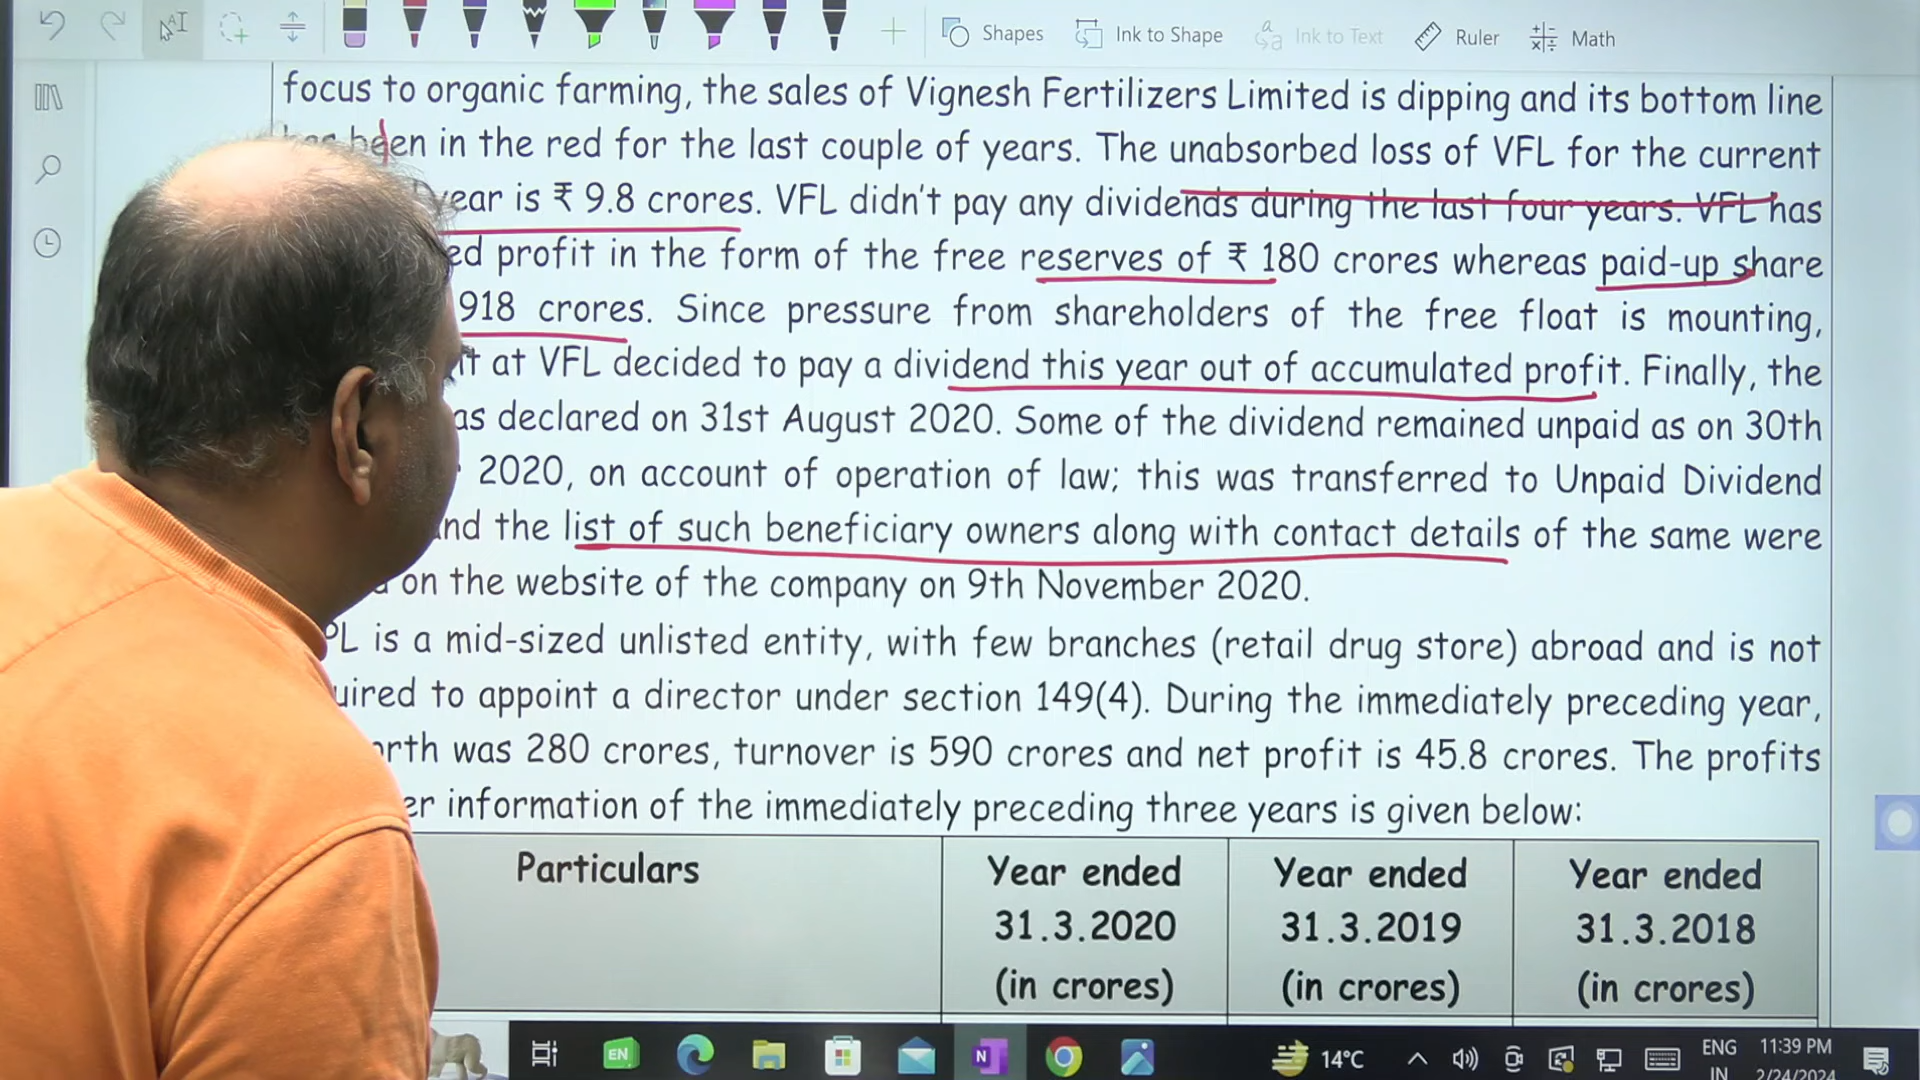 Shapes Ink to Shape Ink to Text Ruler Math
focus to organic farming, the sales of Vignesh Fertilizers Limited is dipping and its bottom line
been in the red for the last couple of years. The unabsorbed loss of VFL for the current
year is ₹ 9.8 crores. VFL didn't pay any dividends during the last four years. VFL has
ed profit in the form of the free reserves of ₹ 180 crores whereas paid-up share
918 crores. Since pressure from shareholders of the free float is mounting,
at VFL decided to pay a dividend this year out of accumulated profit. Finally, the
as declared on 31st August 2020. Some of the dividend remained unpaid as on 30th
2020, on account of operation of law; this was transferred to Unpaid Dividend
and the list of such beneficiary owners along with contact details of the same were
on the website of the company on 9th November 2020.
PL is a mid-sized unlisted entity, with few branches (retail drug store) abroad and is not
uired to appoint a director under section 149(4). During the immediately preceding year,
orth was 280 crores, turnover is 590 crores and net profit is 45.8 crores. The profits
er information of the immediately preceding three years is given below:
Particulars
Year ended
31.3.2020
(in crores)
Year ended
31.3.2019
(in crores)
Year ended
31.3.2018
(in crores)
EN
N
14°C
ENG
IN
11:39 PM
2/24/2024